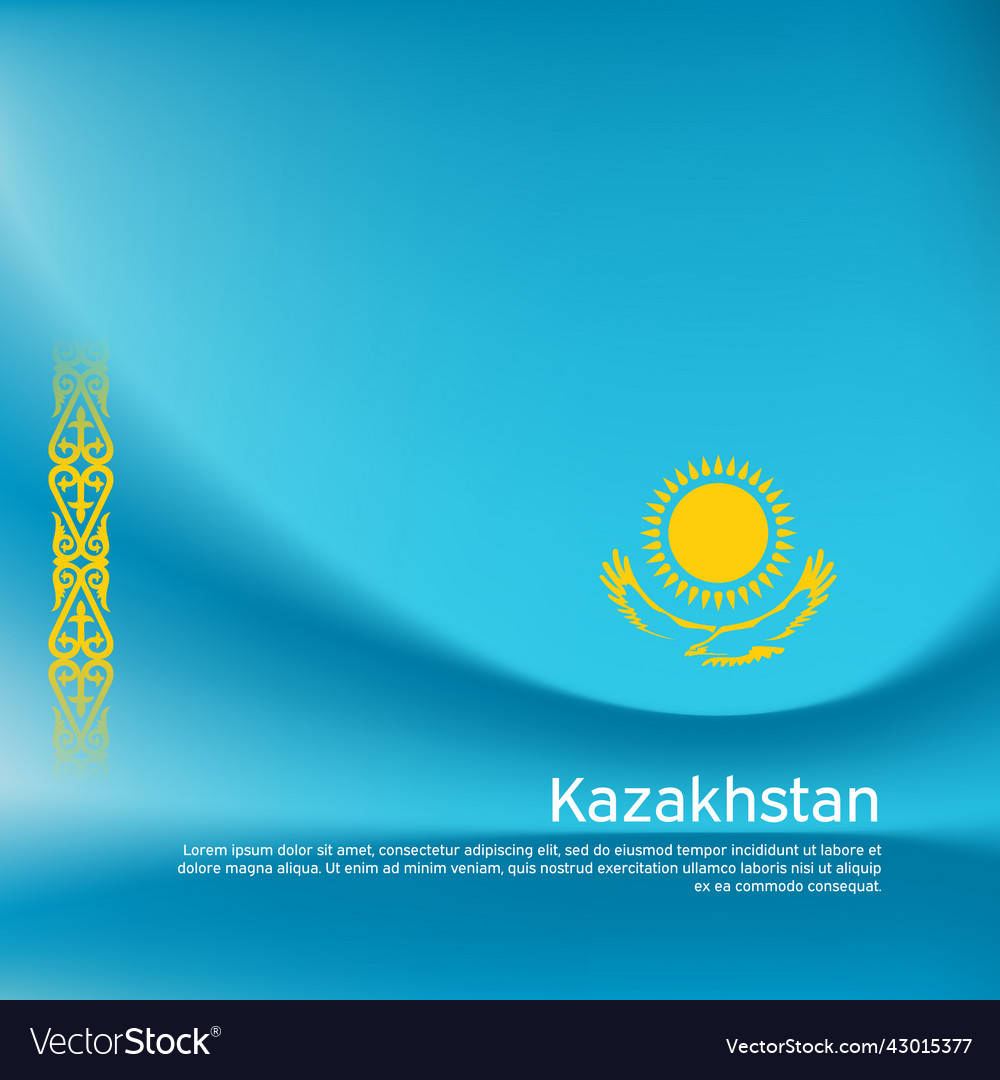 Kazakhstan
Lorem ipsum dolor sit amet, consectetur adipiscing elit, sed do eiusmod tempor incididunt ut labore et
dolore magna aliqua. Ut enim ad minim veniam, quis nostrud exercitation ullamco laboris nisi ut aliquip
ex ea commodo consequat.
VectorStock®
VectorStock.com/43015377